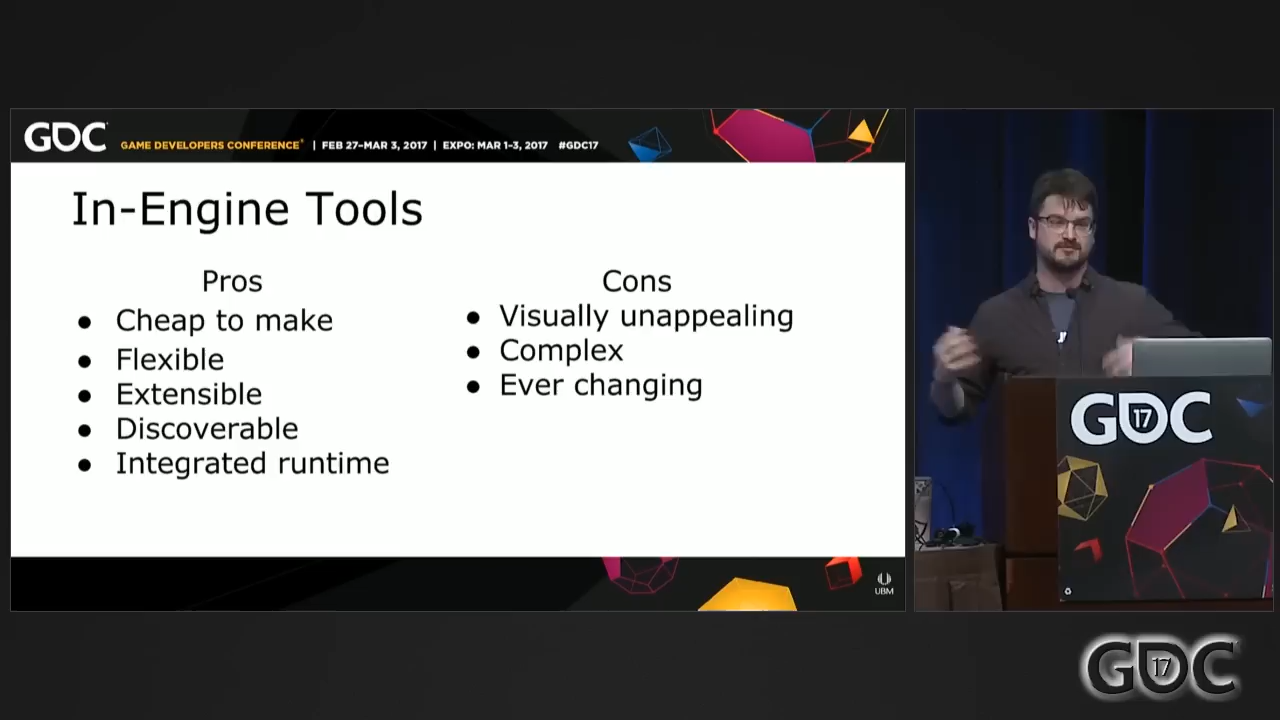 GDC
GAME DEVELOPERS CONFERENCE® | FEB 27–MAR 3, 2017 | EXPO: MAR 1–3, 2017 #GDC17
In-Engine Tools
Pros
● Cheap to make
● Flexible
● Extensible
● Discoverable
● Integrated runtime
Cons
● Visually unappealing
● Complex
● Ever changing
UBM
GDC
17
GDC
17